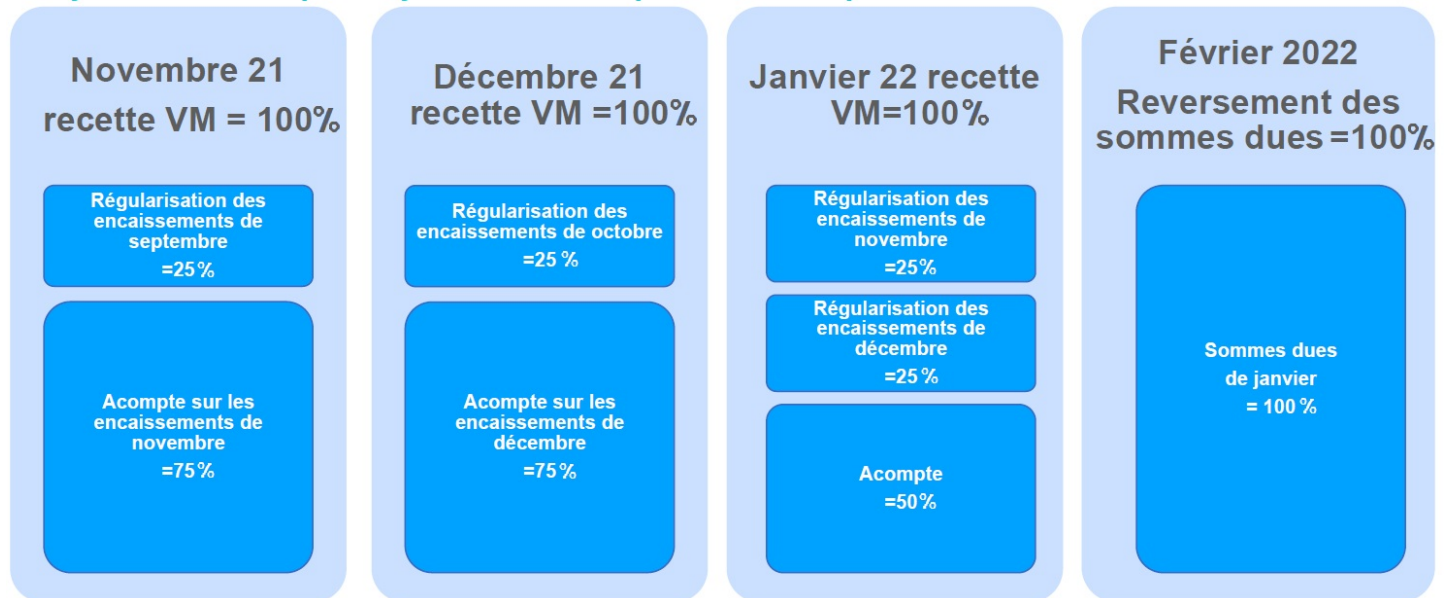 Novembre 21
recette VM = 100%
Régularisation des
encaissements de
septembre
=25%
Acompte sur les
encaissements de
novembre
=75%
Décembre 21
recette VM =100%
Régularisation des
encaissements de octobre
=25 %
Acompte sur les
encaissements de
décembre
=75%
Janvier 22 recette
VM=100%
Régularisation des
encaissements de
novembre
=25%
Régularisation des
encaissements de
décembre
=25%
Acompte
=50%
Février 2022
Reversement des
sommes dues =100%
Sommes dues
de janvier
= 100 %